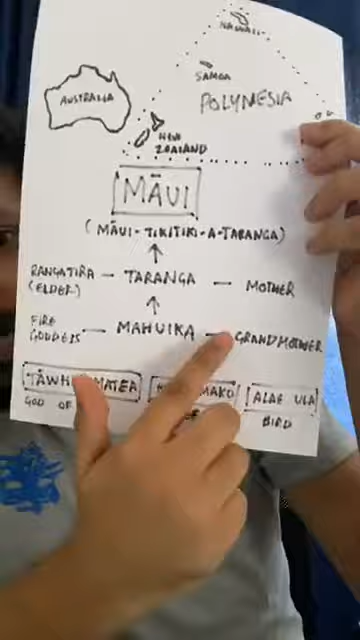 HAWAII
SAMOA
AUSTRALIA
POLYNESIA
NEW
ZEALAND
MĀUI
(MĀUI-TIKITIKI-A-TARANGA)
RANGATIRA - TARANGA - MOTHER
(ELDER)
FIRE
GODDESS - MAHUIKA - GRANDMOTHER
ALAE ULA
GOD OF
BIRD